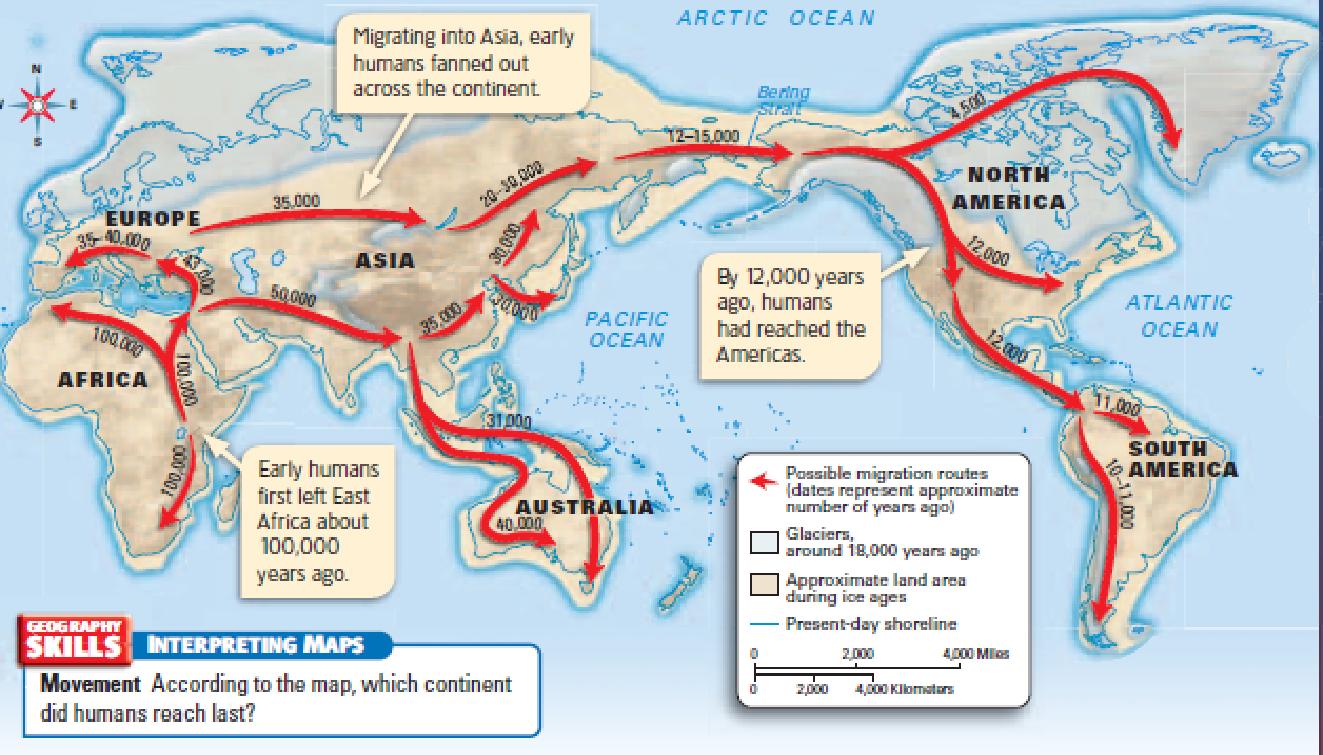 ARCTIC OCEAN
Migrating into Asia, early
humans fanned out
across the continent.
N
E
S
Bering
Strait
4,500
12–15,000
NORTH
AMERICA
20–30,000
35,000
EUROPE
35–40,000
43,000
ASIA
30,000
12,000
By 12,000 years
ago, humans
had reached the
Americas.
50,000
35,000
30,000
PACIFIC
OCEAN
ATLANTIC
OCEAN
100,000
100,000
AFRICA
12,000
11,000
31,000
SOUTH
AMERICA
10–11,000
100,000
Early humans
first left East
Africa about
100,000
years ago.
AUSTRALIA
40,000
Possible migration routes
(dates represent approximate
number of years ago)
Glaciers,
around 18,000 years ago
Approximate land area
during ice ages
Present-day shoreline
0 2,000 4,000 Miles
0 2,000 4,000 Kilometers
GEOGRAPHY
SKILLS
INTERPRETING MAPS
Movement According to the map, which continent
did humans reach last?